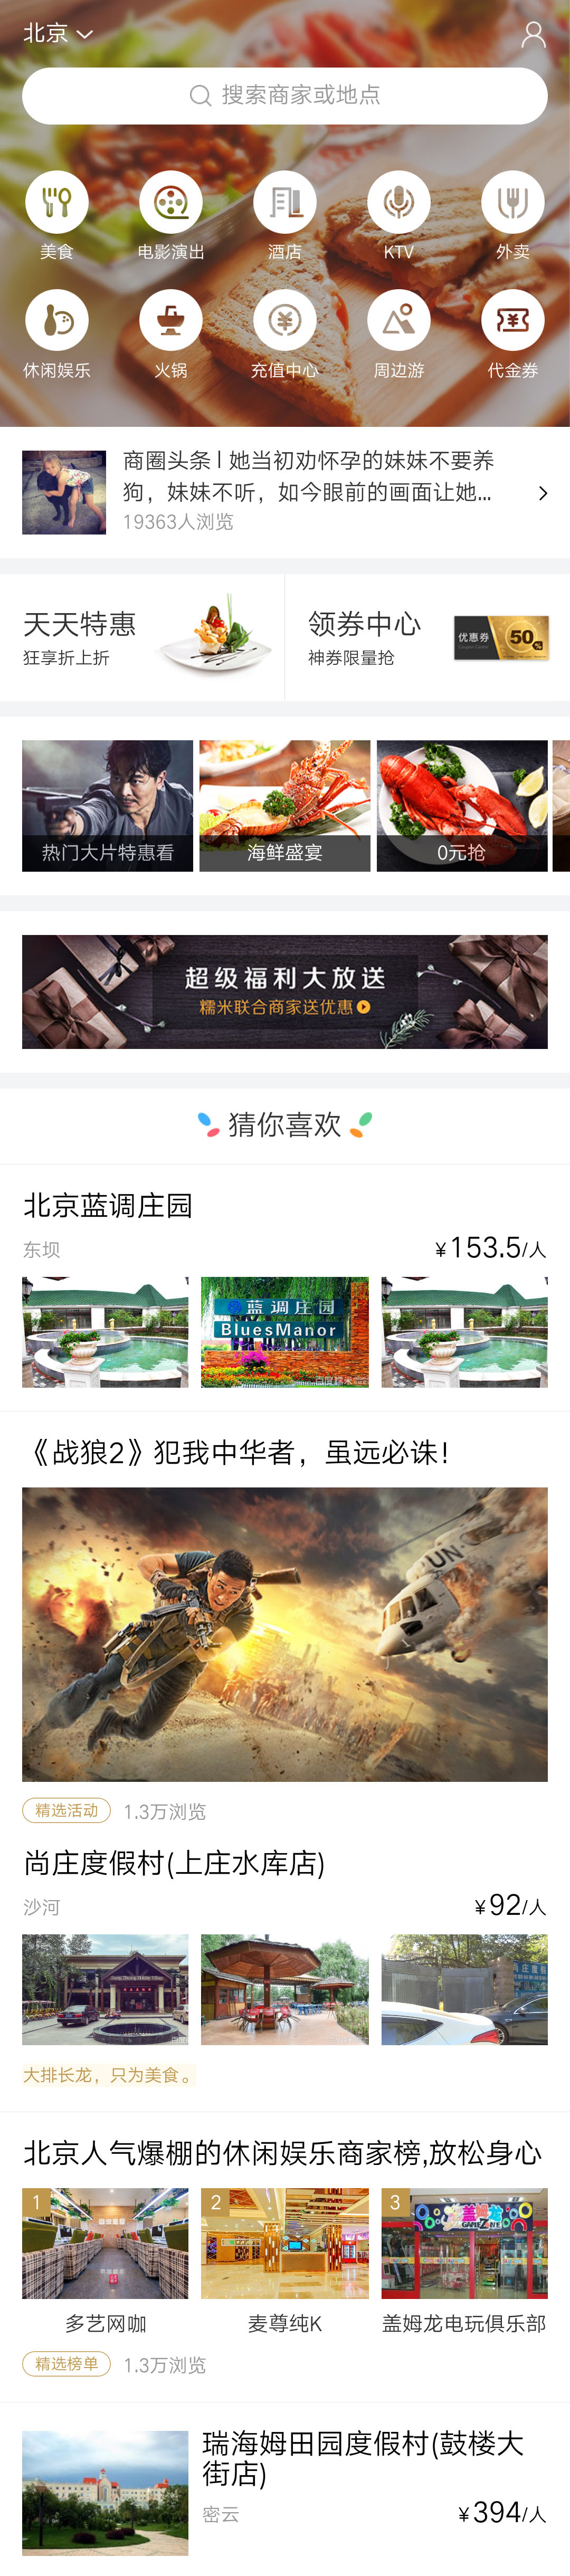 北京
搜索商家或地点
美食
电影演出
酒店
KTV
外卖
休闲娱乐
火锅
充值中心
周边游
代金券
商圈头条 | 她当初劝怀孕的妹妹不要养
狗，妹妹不听，如今眼前的画面让她...
19363人浏览
天天特惠
狂享折上折
领券中心
神券限量抢
优惠券
50
热门大片特惠看
海鲜盛宴
0元抢
超级福利大放送
糯米联合商家送优惠
猜你喜欢
北京蓝调庄园
东坝
¥153.5/人
蓝调庄园
BluesManor
《战狼2》犯我中华者，虽远必诛！
UN
精选活动
1.3万浏览
尚庄度假村(上庄水库店)
沙河
¥92/人
大排长龙，只为美食。
北京人气爆棚的休闲娱乐商家榜,放松身心
1
2
3
盖姆龙
GAMEZONE
多艺网咖
麦尊纯K
盖姆龙电玩俱乐部
精选榜单
1.3万浏览
瑞海姆田园度假村(鼓楼大
街店)
密云
¥394/人